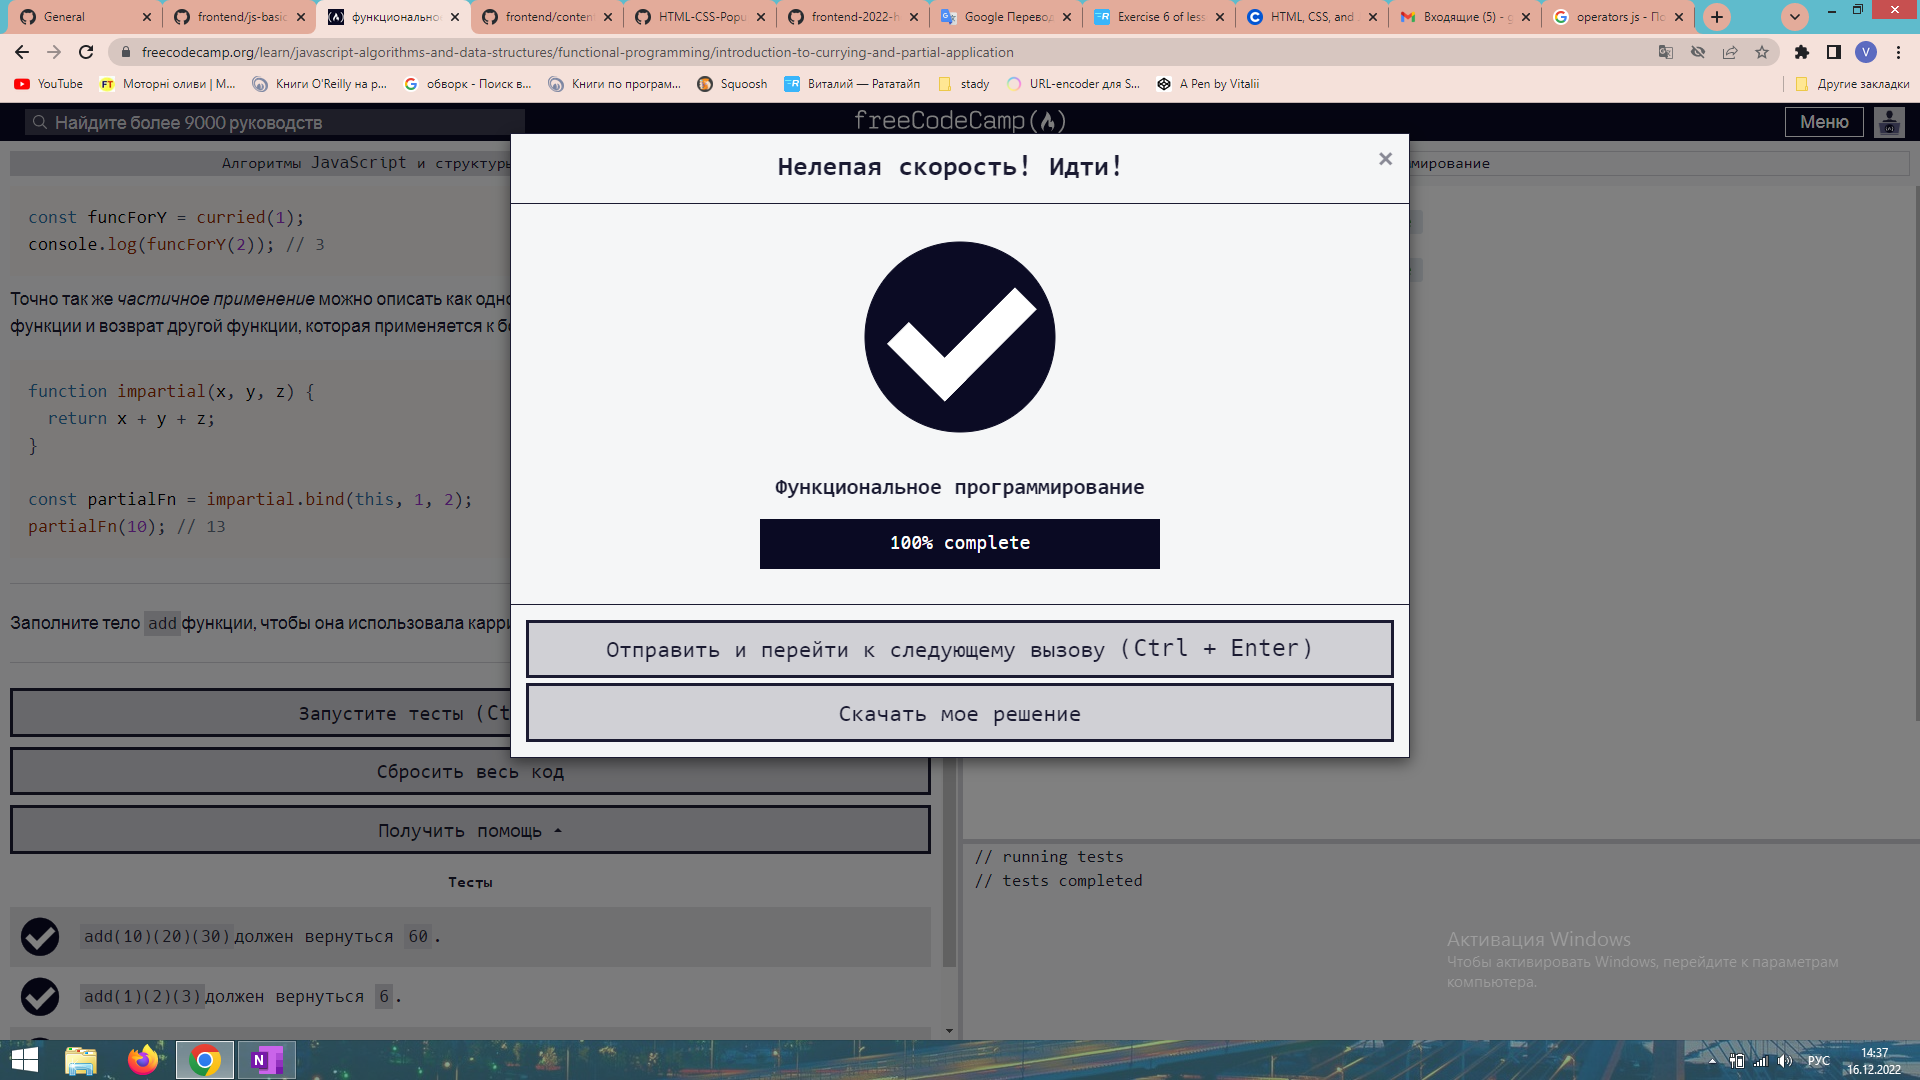 General
frontend/js-basic
функционально
frontend/conten
HTML-CSS-Popu
frontend-2022-h
Google Перевод
Exercise 6 of less
HTML, CSS, and
Входящие (5) - g
operators js - По
freecodecamp.org/learn/javascript-algorithms-and-data-structures/functional-programming/introduction-to-currying-and-partial-application
V
YouTube
FT Моторні оливи | М...
Книги O'Reilly на р...
обворк - Поиск в...
Книги по програм...
Squoosh
Виталий — Рататайп
stady
URL-encoder для S...
A Pen by Vitalii
Другие закладки
Найдите более 9000 руководств
freeCodeCamp
Меню
Алгоритмы JavaScript и структуры
мирование
const funcForY = curried(1);
console.log(funcForY(2)); // 3
Точно так же частичное применение можно описать как одно
функции и возврат другой функции, которая применяется к бо
function impartial(x, y, z) {
return x + y + z;
}
const partialFn = impartial.bind(this, 1, 2);
partialFn(10); // 13
Заполните тело add функции, чтобы она использовала карри
Запустите тесты (Ct
Сбросить весь код
Получить помощь
Тесты
add(10)(20)(30)должен вернуться 60.
add(1)(2)(3)должен вернуться 6.
Нелепая скорость! Идти!
×
Функциональное программирование
100% complete
Отправить и перейти к следующему вызову (Ctrl + Enter)
Скачать мое решение
// running tests
// tests completed
Активация Windows
Чтобы активировать Windows, перейдите к параметрам
компьютера.
N
РУС
14:37
16.12.2022